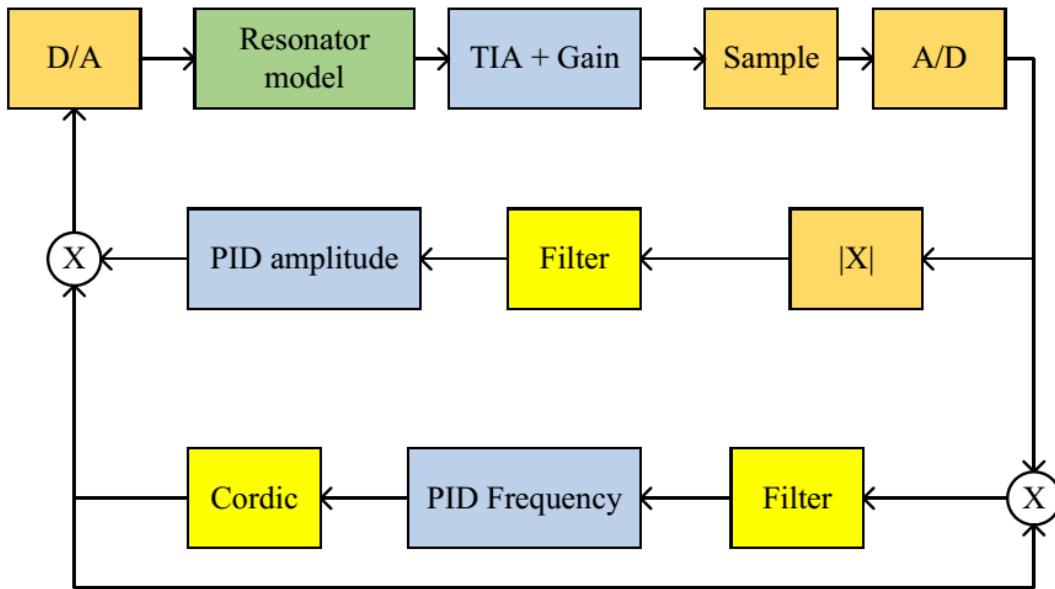 D/A
Resonator
model
TIA + Gain
Sample
A/D
X
PID amplitude
Filter
|X|
Cordic
PID Frequency
Filter
X